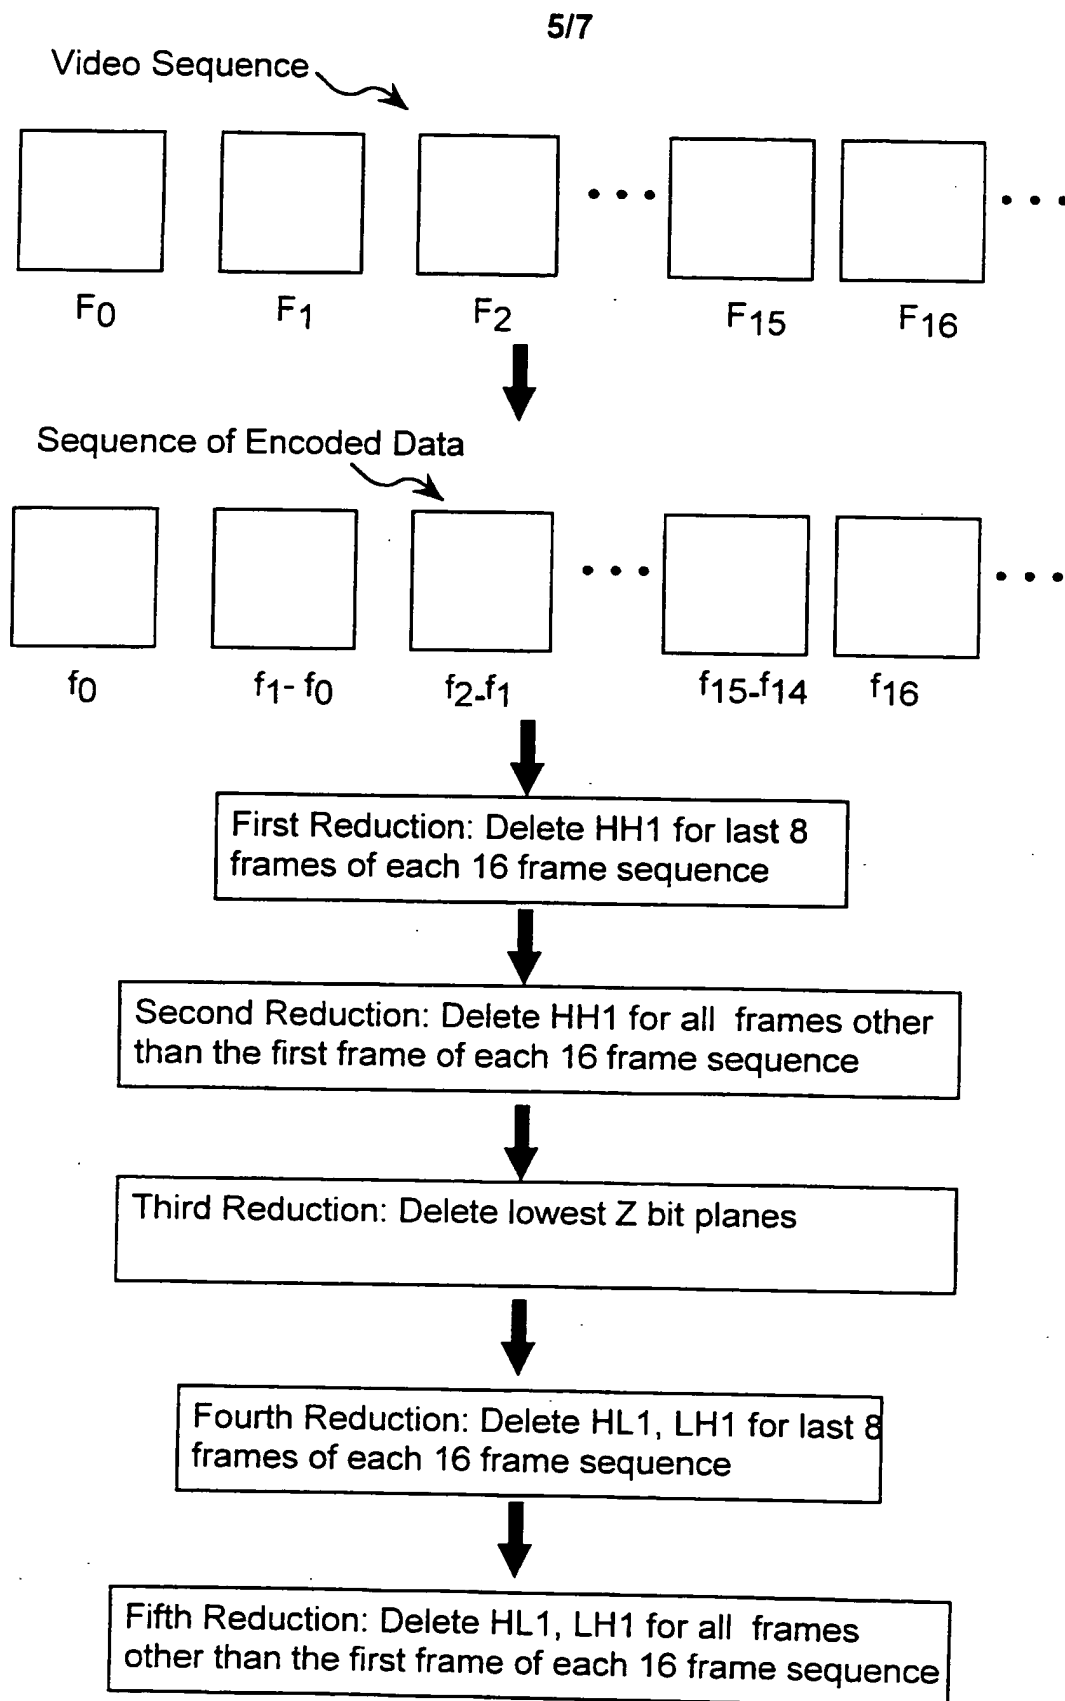 5/7
Video Sequence
F0 F1 F2 F15 F16
Sequence of Encoded Data
f0 f1- f0 f2-f1 f15-f14 f16
First Reduction: Delete HH1 for last 8
frames of each 16 frame sequence
Second Reduction: Delete HH1 for all frames other
than the first frame of each 16 frame sequence
Third Reduction: Delete lowest Z bit planes
Fourth Reduction: Delete HL1, LH1 for last 8
frames of each 16 frame sequence
Fifth Reduction: Delete HL1, LH1 for all frames
other than the first frame of each 16 frame sequence